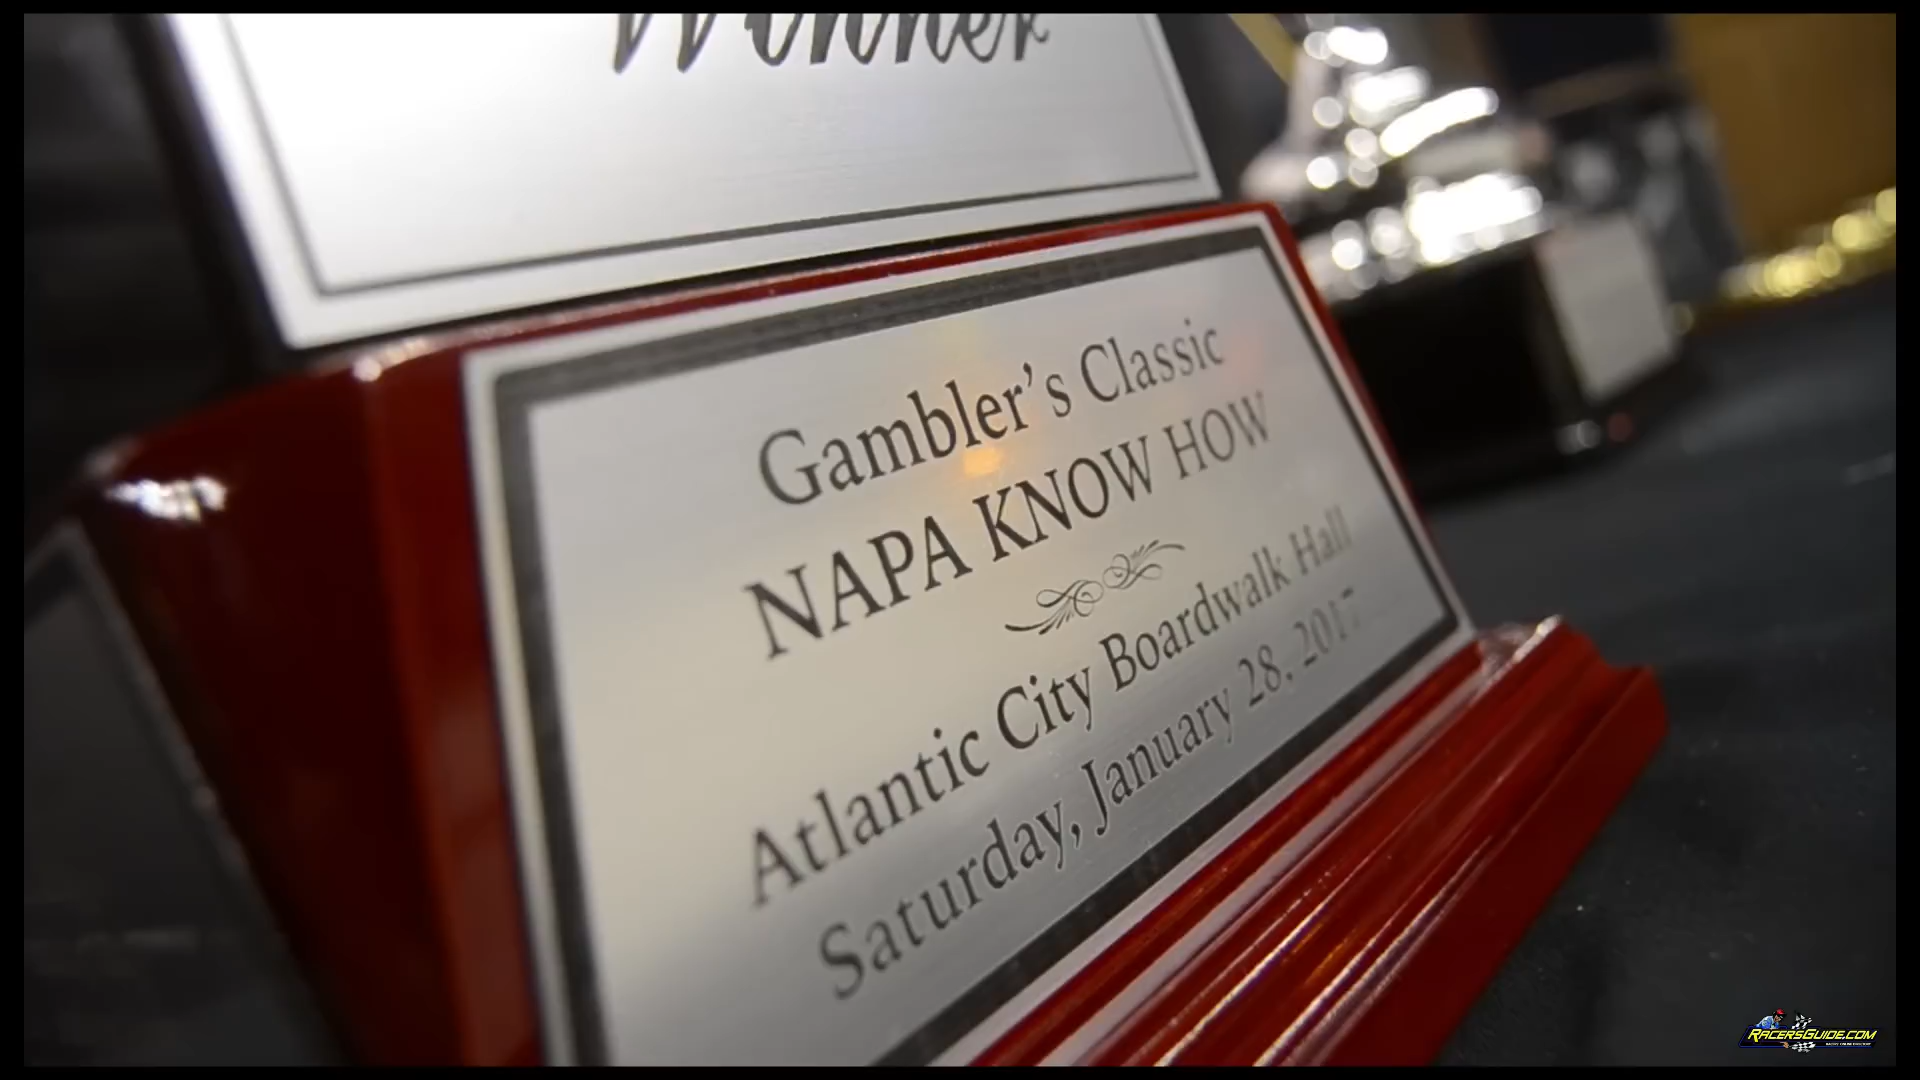 Winner
Gambler's Classic
NAPA KNOW HOW
Atlantic City Boardwalk Hall
Saturday, January 28, 2017
RACERSGUIDE.COM